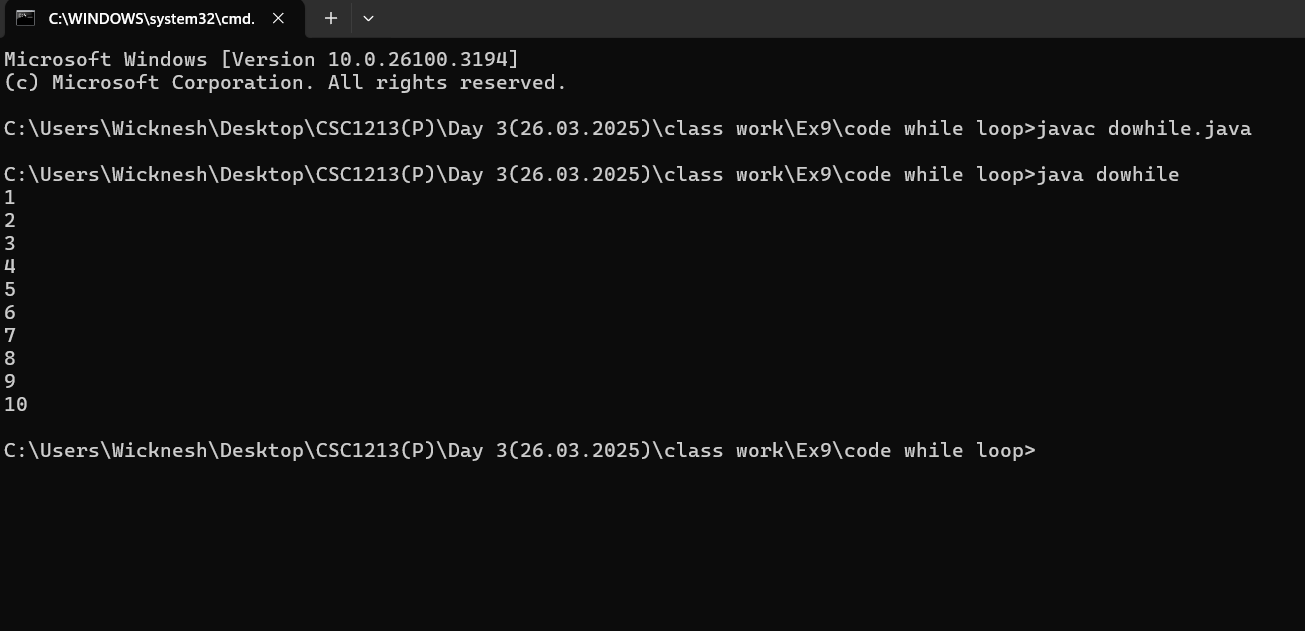 C:\WINDOWS\system32\cmd.
Microsoft Windows [Version 10.0.26100.3194]
(c) Microsoft Corporation. All rights reserved.
C:\Users\Wicknesh\Desktop\CSC1213(P)\Day 3(26.03.2025)\class work\Ex9\code while loop>javac dowhile.java
C:\Users\Wicknesh\Desktop\CSC1213(P)\Day 3(26.03.2025)\class work\Ex9\code while loop>java dowhile
1
2
3
4
5
6
7
8
9
10
C:\Users\Wicknesh\Desktop\CSC1213(P)\Day 3(26.03.2025)\class work\Ex9\code while loop>